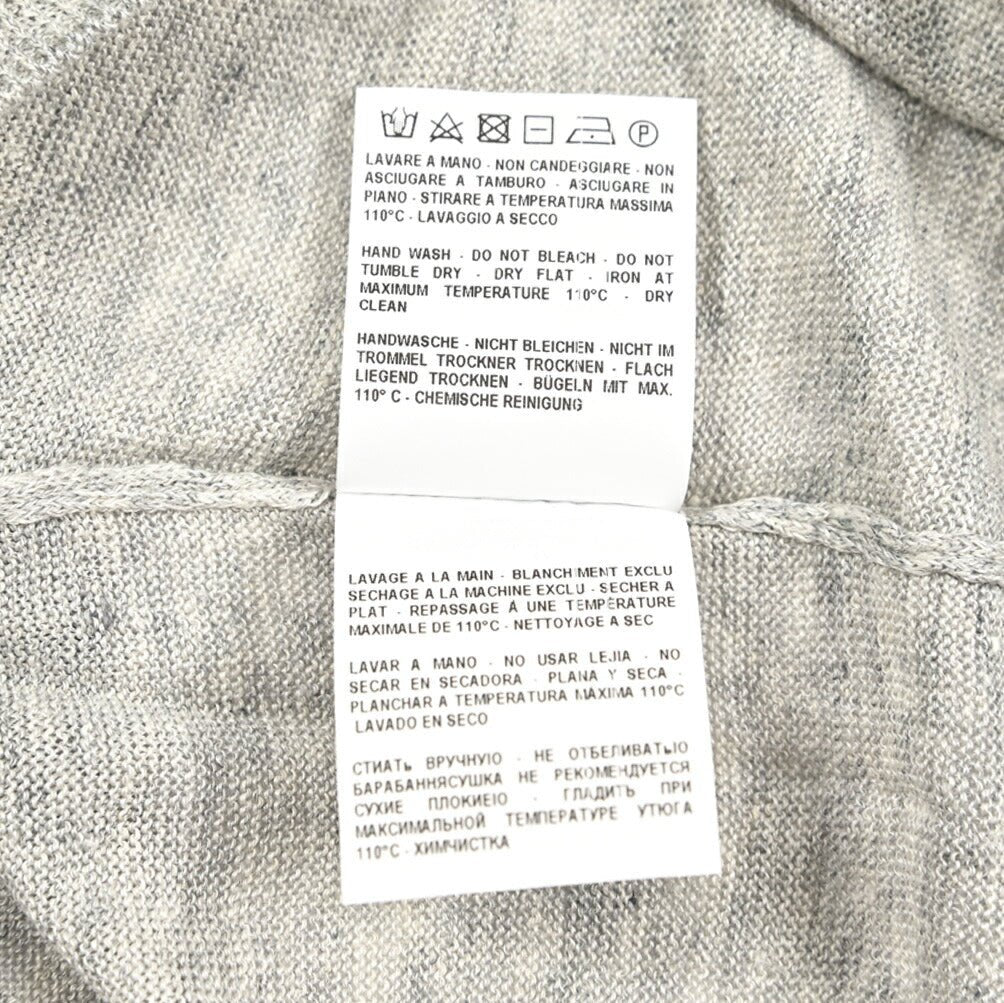 P
LAVARE A MANO - NON CANDEGGIARE - NON
ASCIUGARE A TAMBURO - ASCIUGARE IN
PIANO - STIRARE A TEMPERATURA MASSIMA
110°C - LAVAGGIO A SECCO
HAND WASH - DO NOT BLEACH - DO NOT
TUMBLE DRY - DRY FLAT - IRON AT
MAXIMUM TEMPERATURE 110°C - DRY
CLEAN
HANDWASCHE - NICHT BLEICHEN - NICHT IM
TROMMEL TROCKNER TROCKNEN - FLACH
LIEGEND TROCKNEN - BÜGELN MIT MAX.
110° C - CHEMISCHE REINIGUNG
LAVAGE A LA MAIN - BLANCHIMENT EXCLU
SECHAGE A LA MACHINE EXCLU - SECHER A
PLAT - REPASSAGE Á UNE TEMPÉRATURE
MAXIMALE DE 110°C - NETTOYAGE A SEC
LAVAR A MANO - NO USAR LEJIA - NO
SECAR EN SECADORA - PLANA Y SECA -
PLANCHAR A TEMPERATURA MÁXIMA 110°C
LAVADO EN SECO
СТИАТЬ ВРУЧНУЮ - НЕ ОТБЕЛИВАТЬЮ
БАРАБАННЯСУШКА НЕ РЕКОМЕНДУЕТСЯ
СУХИЕ ПЛОКИЕЮ - ГЛАДИТЬ ПРИ
МАКСИМАЛЬНОЙ ТЕМПЕРАТУРЕ УТЮГА
110°C - ХИМЧИСТКА